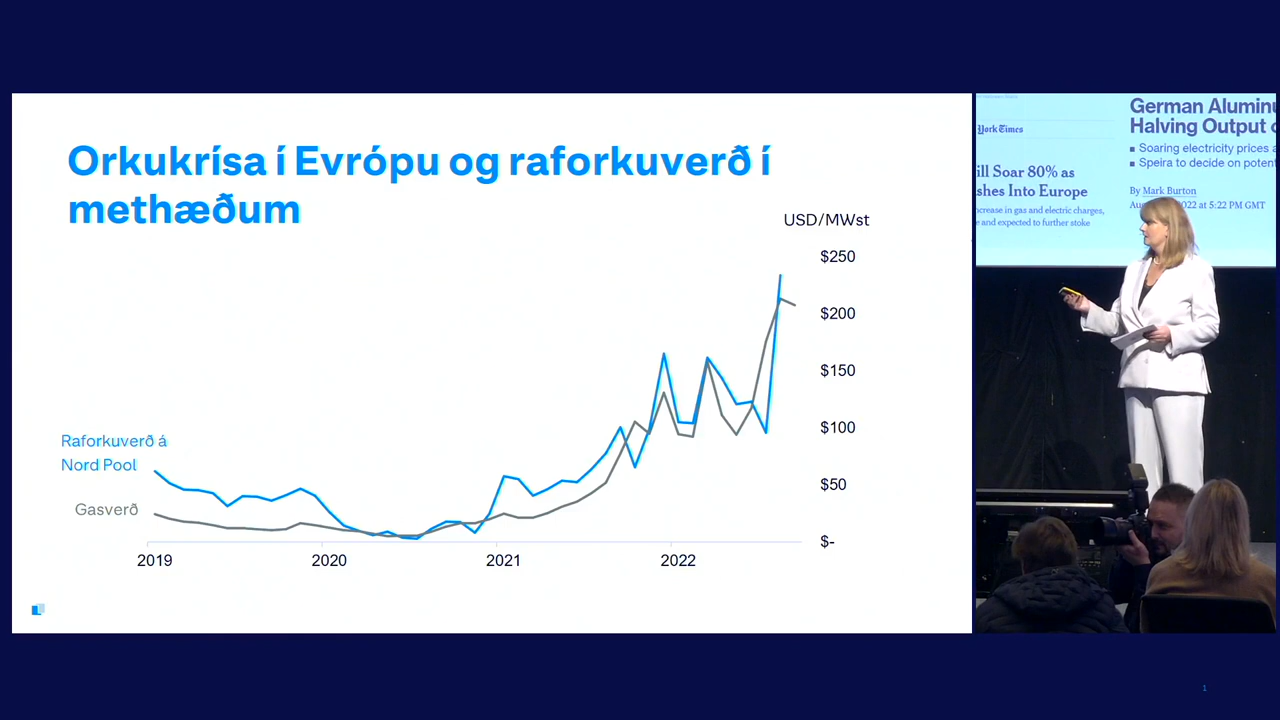 Orkukrísa í Evrópu og raforkuverð í
methæðum
USD/MWst
$250
$200
$150
$100
$50
$-
Raforkuverð á
Nord Pool
Gasverð
2019
2020
2021
2022
York Times
ill Soar 80% as
shes Into Europe
crease in gas and electric charges,
e and expected to further stoke
German Alumin
Halving Output
Soaring electricity prices
Speira to decide on poten
By Mark Burton
2022 at 5:22 PM GMT
1